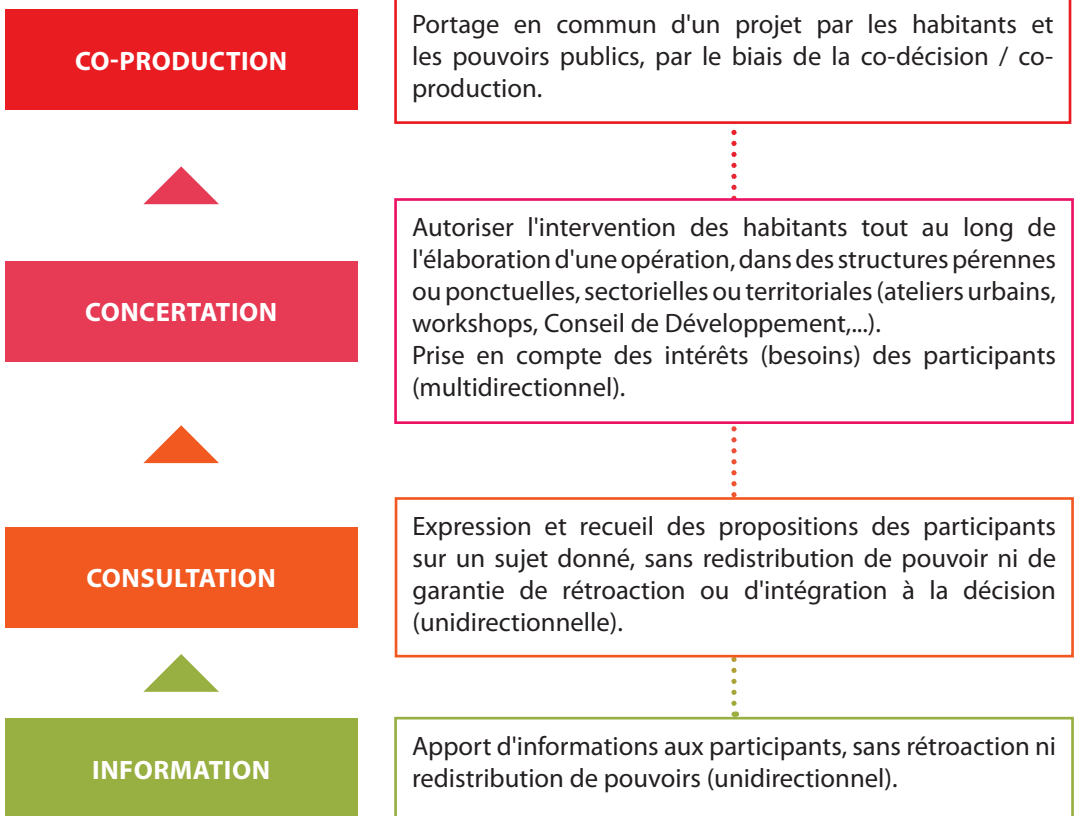 CO-PRODUCTION
Portage en commun d'un projet par les habitants et
les pouvoirs publics, par le biais de la co-décision / co-
production.
CONCERTATION
Autoriser l'intervention des habitants tout au long de
l'élaboration d'une opération, dans des structures pérennes
ou ponctuelles, sectorielles ou territoriales (ateliers urbains,
workshops, Conseil de Développement,...).
Prise en compte des intérêts (besoins) des participants
(multidirectionnel).
CONSULTATION
Expression et recueil des propositions des participants
sur un sujet donné, sans redistribution de pouvoir ni de
garantie de rétroaction ou d'intégration à la décision
(unidirectionnelle).
INFORMATION
Apport d'informations aux participants, sans rétroaction ni
redistribution de pouvoirs (unidirectionnel).